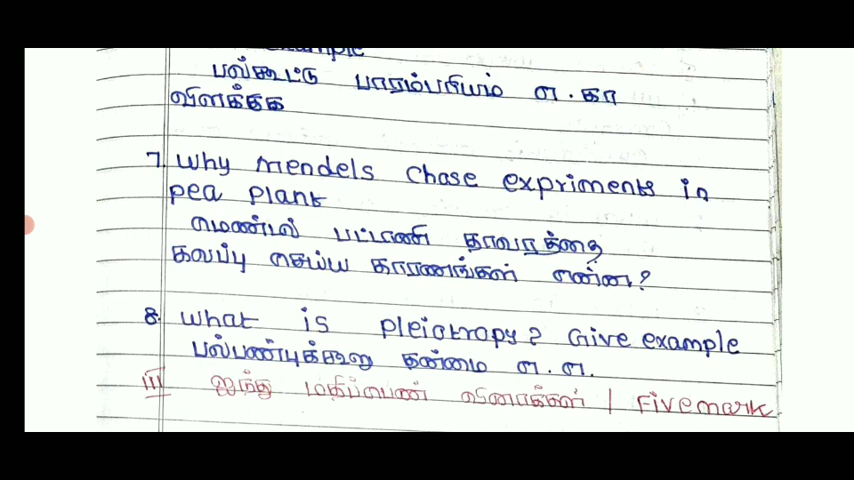 example
பல்கூட்டு பாரம்பரியம் எ.கா
விளக்குக
7. Why mendels chose expriments in
pea plant
மெண்டல் பட்டாணி தாவரத்தை
கலப்பு செய்ய காரணங்கள் என்ன?
8. What is pleiotropy? Give example
பல்பண்புக்கூறு தன்மை எ.எ.
III ஐந்து மதிப்பெண் வினாக்கள் / Fivemark